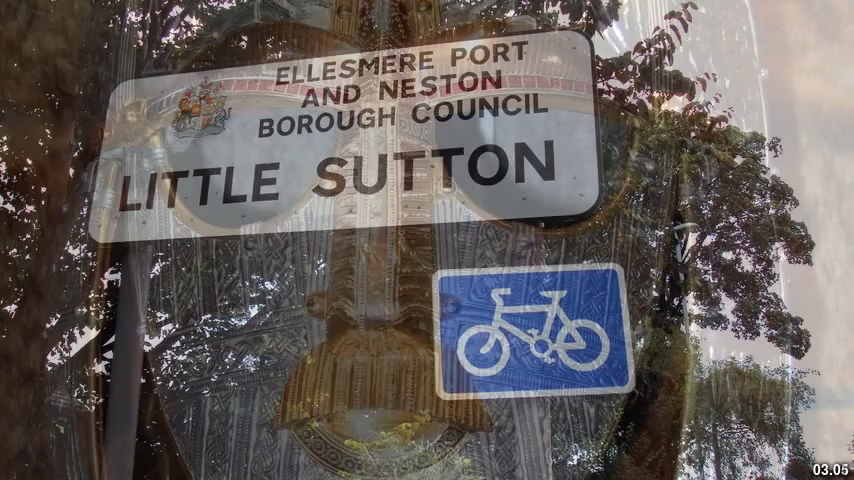 ELLESMERE PORT
AND NESTON
BOROUGH COUNCIL
LITTLE SUTTON
03.05